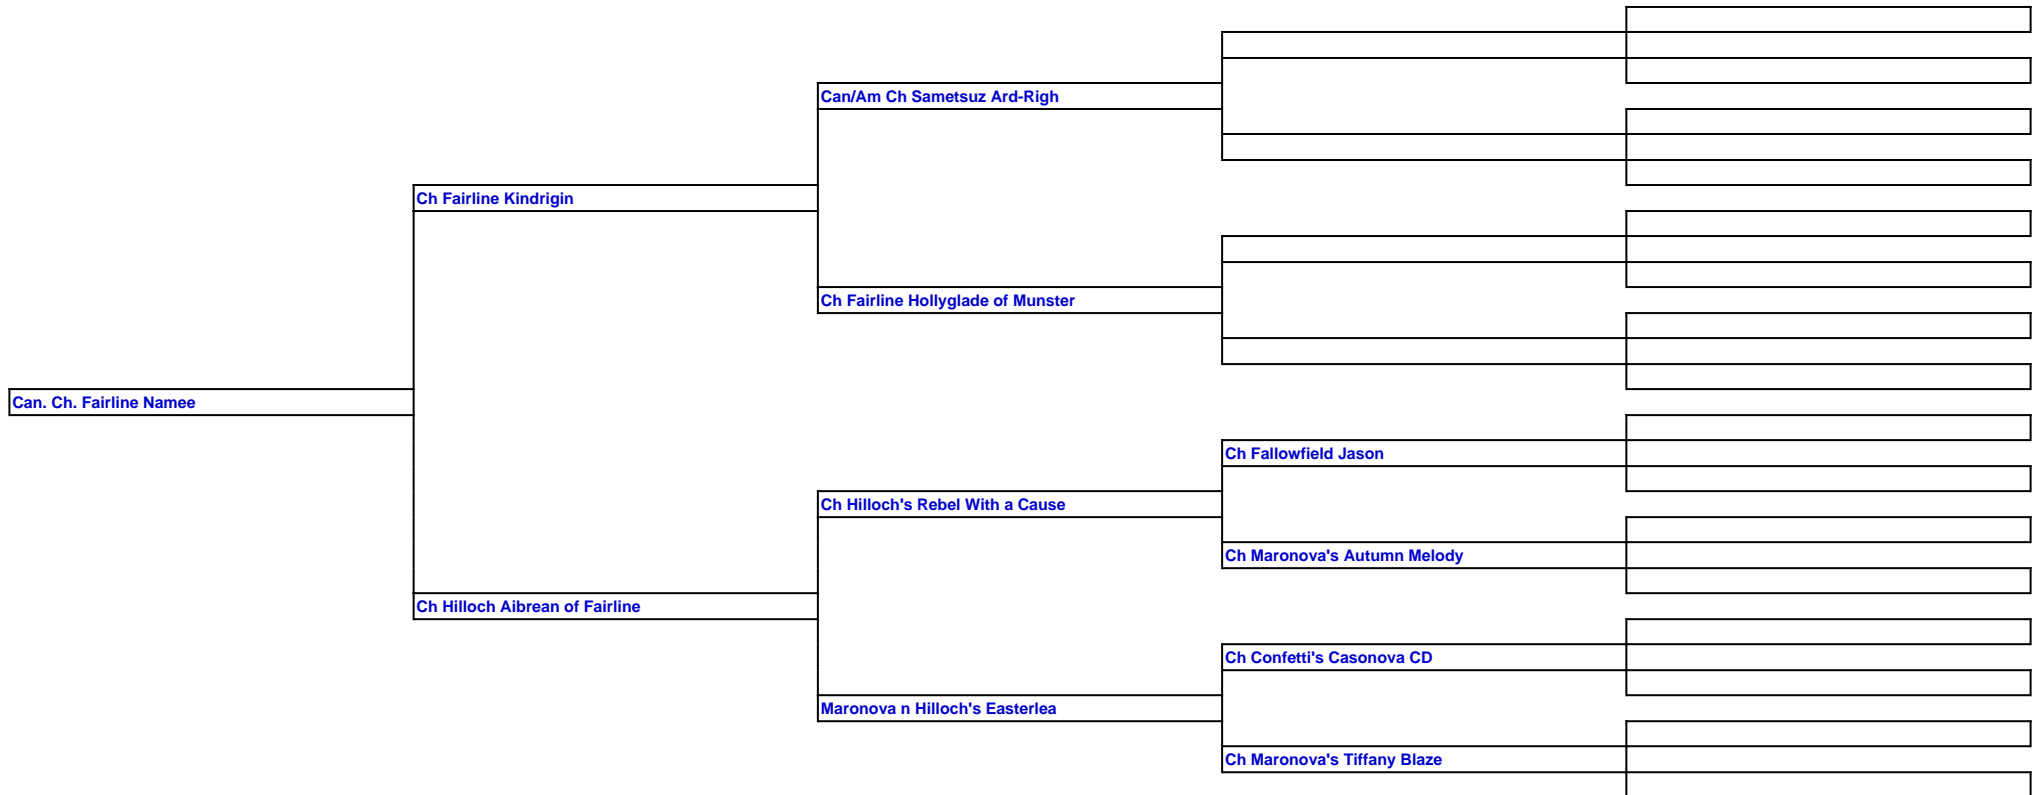 Can/Am Ch Sametsuz Ard-Righ
Ch Fairline Kindrigin
Ch Fairline Hollyglade of Munster
Can. Ch. Fairline Namee
Ch Fallowfield Jason
Ch Hilloch's Rebel With a Cause
Ch Maronova's Autumn Melody
Ch Hilloch Aibrean of Fairline
Ch Confetti's Casonova CD
Maronova n Hilloch's Easterlea
Ch Maronova's Tiffany Blaze